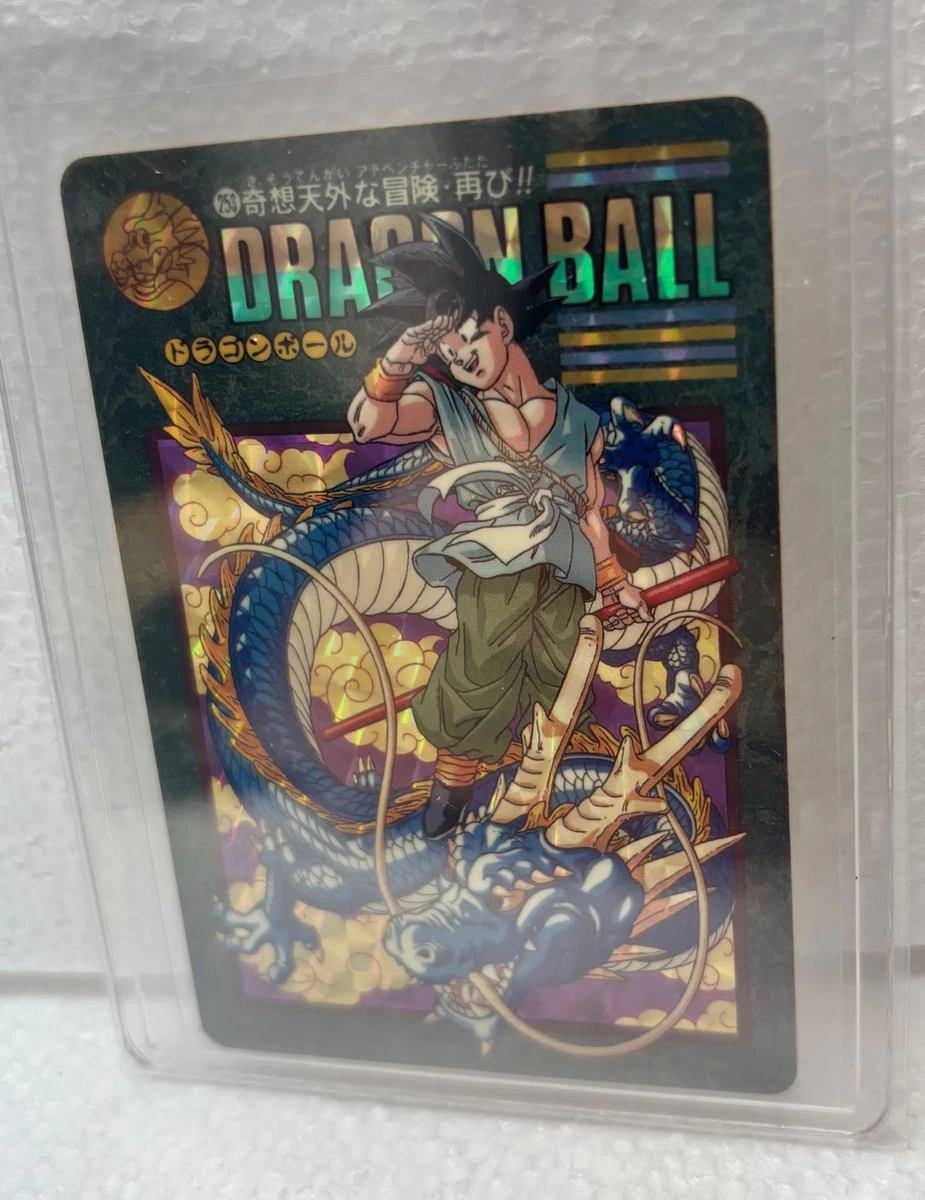 き そうてんがい アドベンチャー ふたた
259 奇想天外な冒険・再び!!
DRAGON BALL
ドラゴンボール